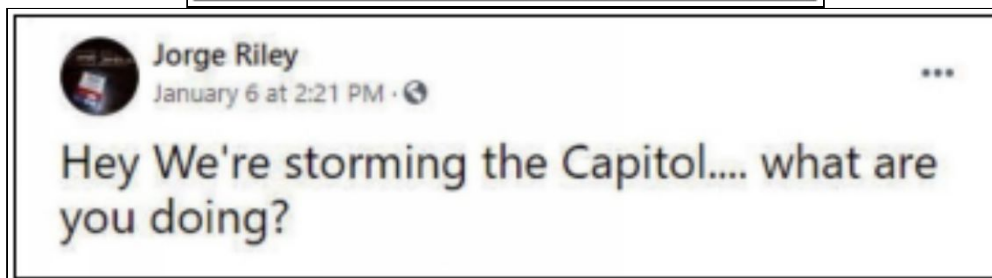 Jorge Riley
January 6 at 2:21 PM ·
Hey We're storming the Capitol.... what are
you doing?